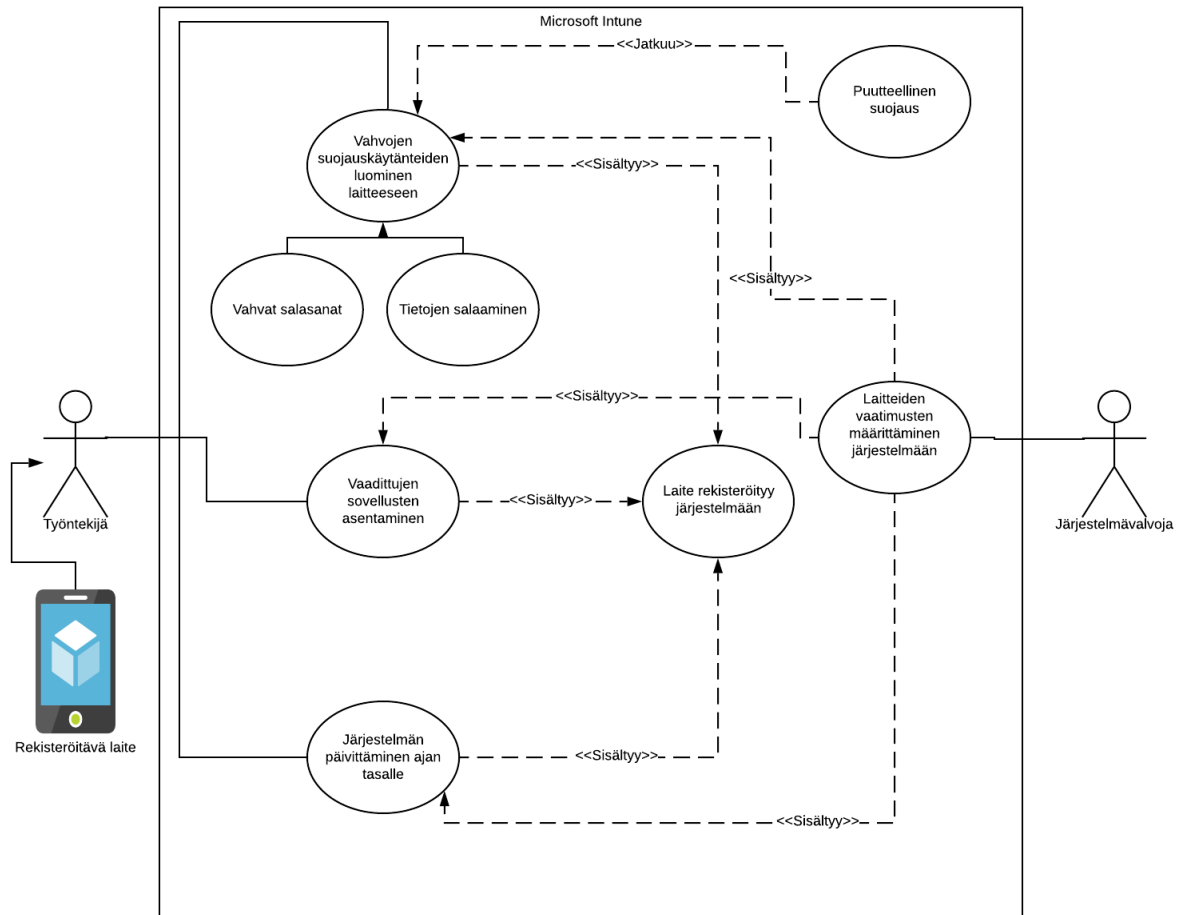 Microsoft Intune
<<Jatkuu>>
Puutteellinen
suojaus
Vahvojen
suojauskäytänteiden
luominen
laitteeseen
<<Sisältyy>>
<<Sisältyy>>
Vahvat salasanat
Tietojen salaaminen
<<Sisältyy>>
Laitteiden
vaatimusten
määrittäminen
järjestelmään
Työntekijä
Järjestelmävalvoja
Vaadittujen
sovellusten
asentaminen
<<Sisältyy>>
Laite rekisteröityy
järjestelmään
Rekisteröitävä laite
Järjestelmän
päivittäminen ajan
tasalle
<<Sisältyy>>
<<Sisältyy>>